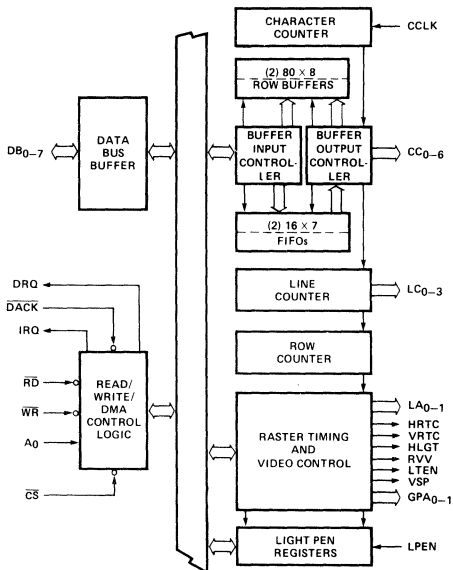 CHARACTER
COUNTER
CCLK
(2) 80 × 8
ROW BUFFERS
DATA
BUS
BUFFER
DB0–7
BUFFER
INPUT
CONTROL-
LER
BUFFER
OUTPUT
CONTROL-
LER
CC0–6
(2) 16 × 7
FIFOs
DRQ
DACK
IRQ
LINE
COUNTER
LC0–3
ROW
COUNTER
RD
WR
A0
CS
READ/
WRITE/
DMA
CONTROL
LOGIC
RASTER TIMING
AND
VIDEO CONTROL
LA0–1
HRTC
VRTC
HLGT
RVV
LTEN
VSP
GPA0–1
LIGHT PEN
REGISTERS
LPEN